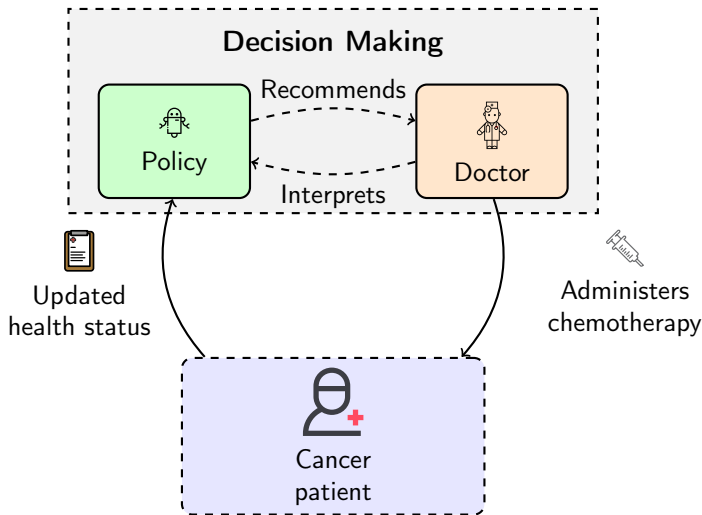 Decision Making
Recommends
Policy
Doctor
Interprets
Updated
health status
Administers
chemotherapy
Cancer
patient